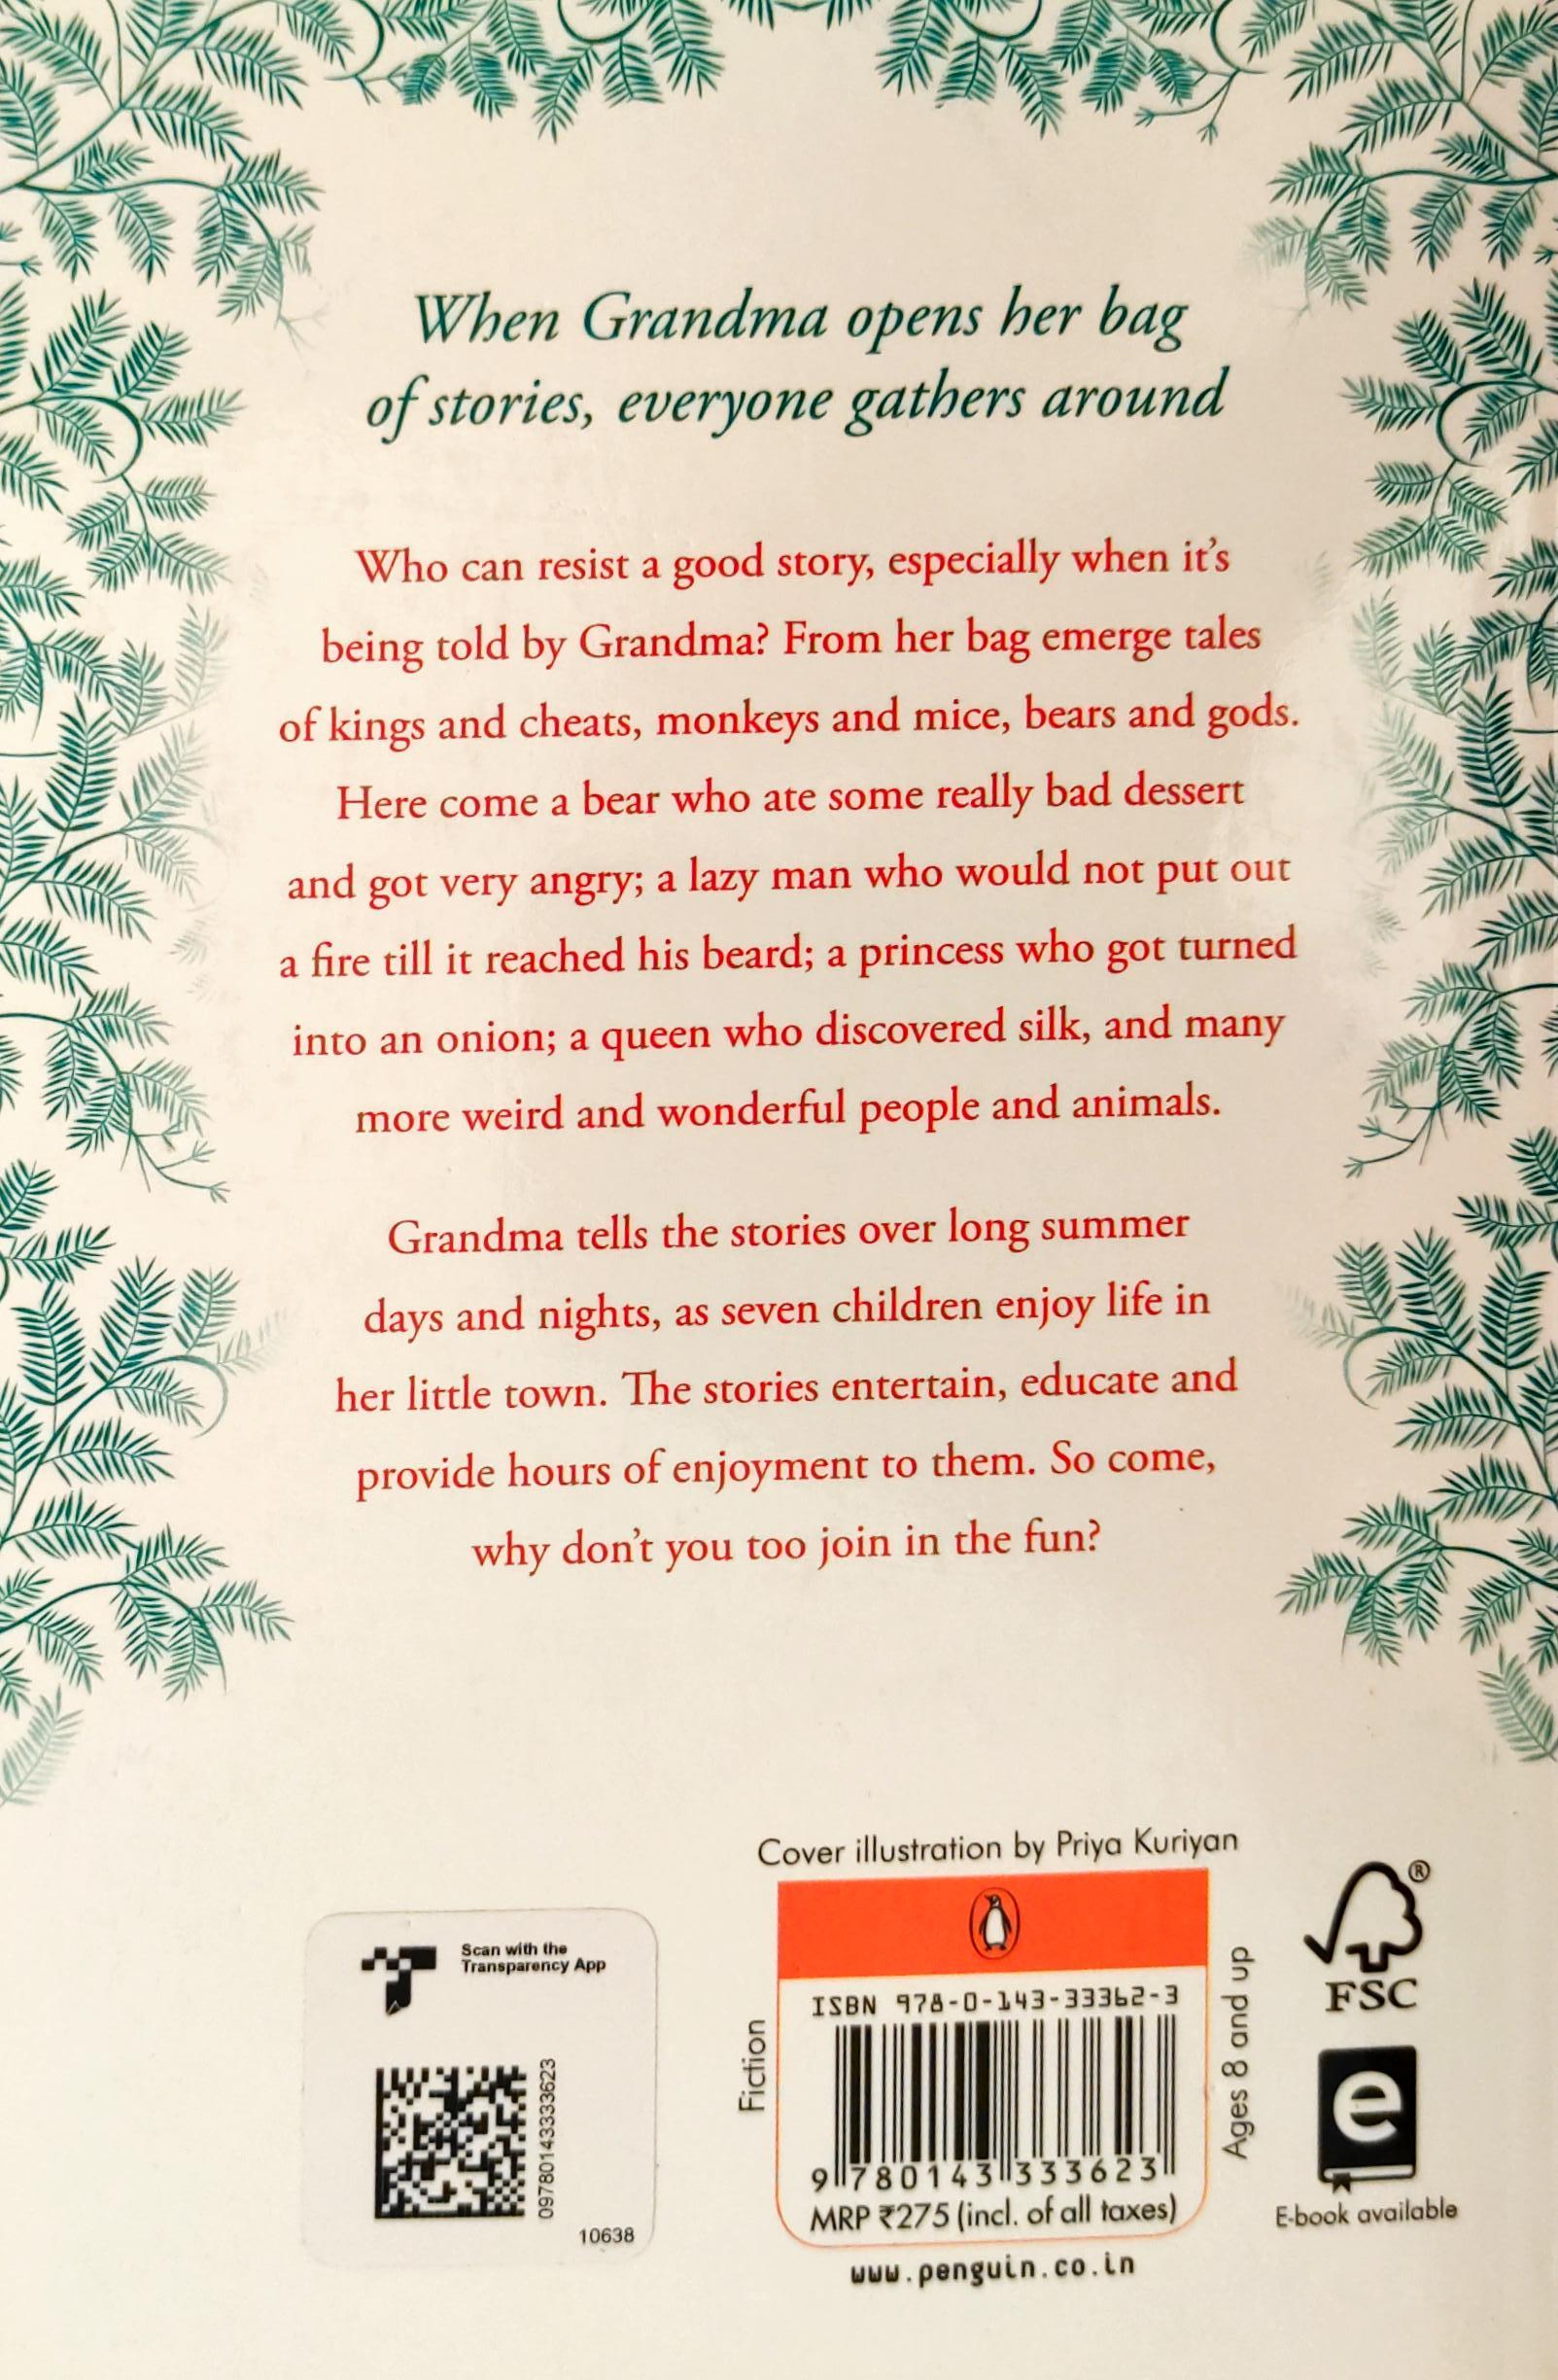 When Grandma opens her bag
of stories, everyone gathers around
Who can resist a good story, especially when it's
being told by Grandma? From her bag emerge tales
of kings and cheats, monkeys and mice, bears and gods.
Here come a bear who ate some really bad dessert
and got very angry; a lazy man who would not put out
a fire till it reached his beard; a princess who got turned
into an onion; a queen who discovered silk, and many
more weird and wonderful people and animals.
Grandma tells the stories over long summer
days and nights, as seven children enjoy life in
her little town. The stories entertain, educate and
provide hours of enjoyment to them. So come,
why don't you too join in the fun?
Scan with the
Transparency App
09780143333623
10638
Cover illustration by Priya Kuriyan
Fiction
ISBN 978-0-143-33362-3
9 780143 333623
MRP ₹275 (incl. of all taxes)
www.penguin.co.in
Ages 8 and up
®
FSC
e
E-book available